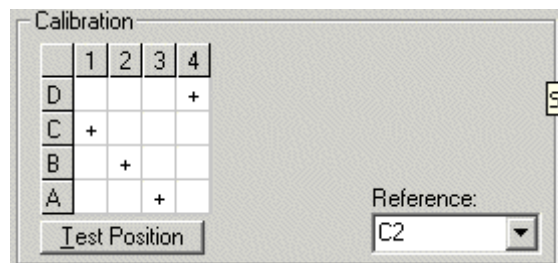 Calibration
1 2 3 4
D +
C +
B +
A +
Test Position
Reference:
C2